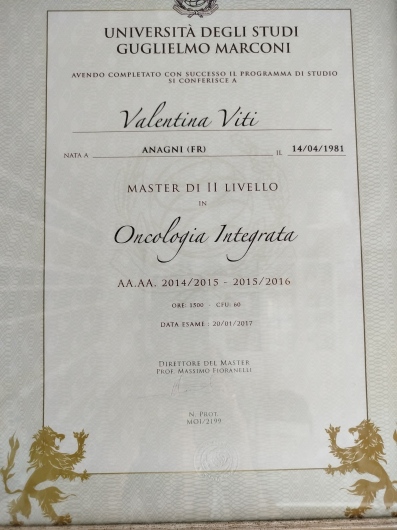 UNIVERSITÀ DEGLI STUDI
GUGLIELMO MARCONI
AVENDO COMPLETATO CON SUCCESSO IL PROGRAMMA DI STUDIO
SI CONFERISCE A
Valentina Viti
NATA A ANAGNI (FR) IL 14/04/1981
MASTER DI II LIVELLO
IN
Oncologia Integrata
AA.AA. 2014/2015 - 2015/2016
ORE: 1500 CFU: 60
DATA ESAME : 20/01/2017
DIRETTORE DEL MASTER
PROF. MASSIMO FIORANELLI
N. PROT.
MOI/2199